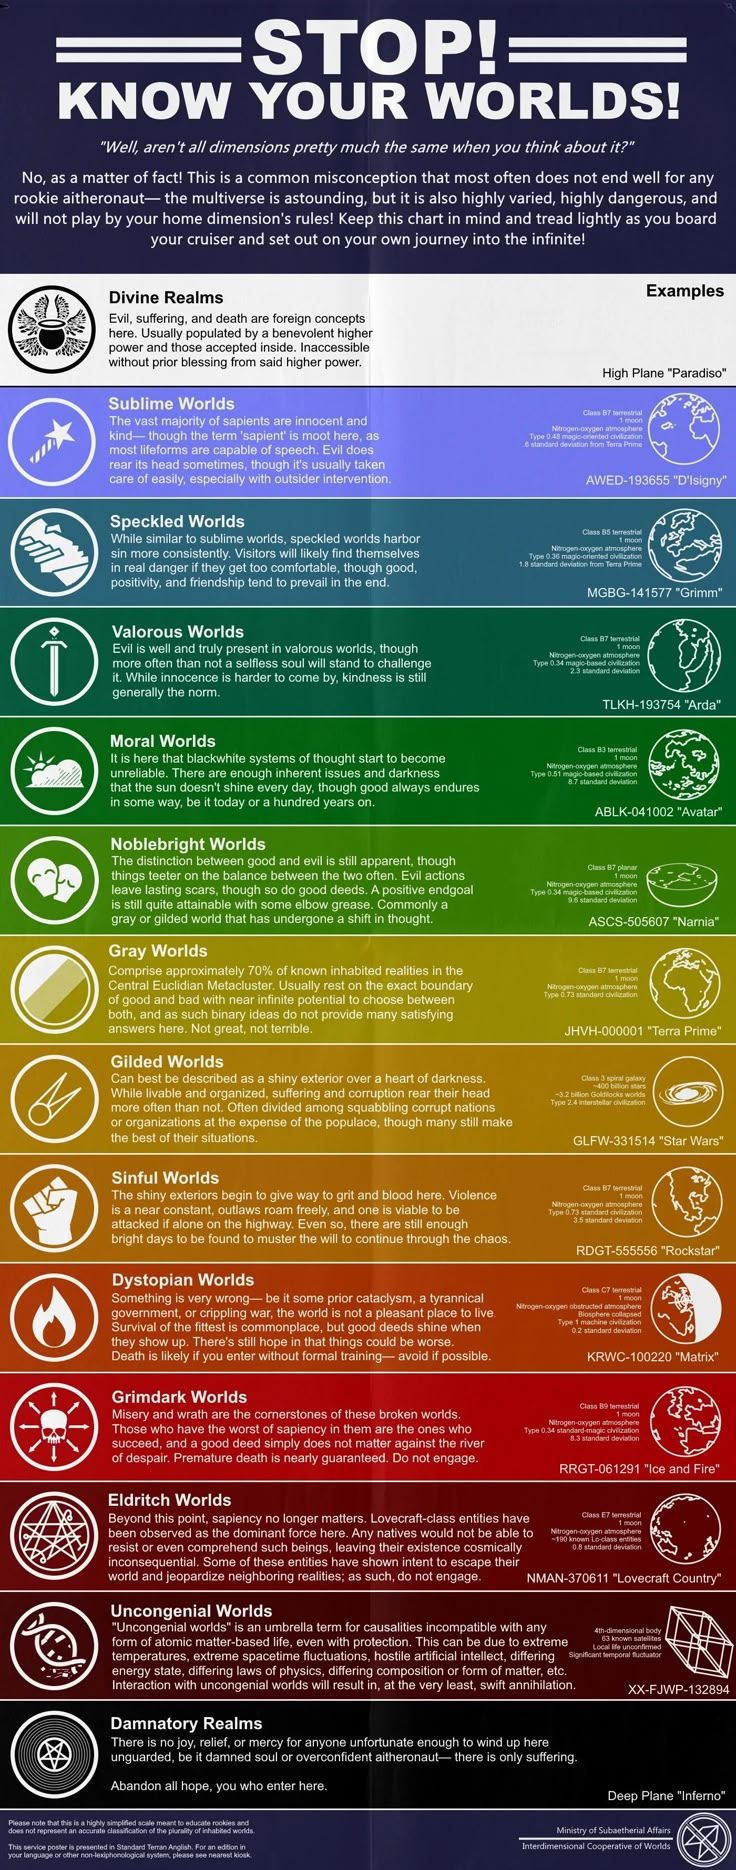 STOP!
KNOW YOUR WORLDS!
"Well, aren't all dimensions pretty much the same when you think about it?"
No, as a matter of fact! This is a common misconception that most often does not end well for any
rookie aitheronaut— the multiverse is astounding, but it is also highly varied, highly dangerous, and
will not play by your home dimension's rules! Keep this chart in mind and tread lightly as you board
your cruiser and set out on your own journey into the infinite!
Examples
Divine Realms
Evil, suffering, and death are foreign concepts
here. Usually populated by a benevolent higher
power and those accepted inside. Inaccessible
without prior blessing from said higher power.
High Plane "Paradiso"
Sublime Worlds
The vast majority of sapients are innocent and
kind— though the term 'sapient' is moot here, as
most lifeforms are capable of speech. Evil does
rear its head sometimes, though it's usually taken
care of easily, especially with outsider intervention.
Class B7 terrestrial
1 moon
Nitrogen-oxygen atmosphere
Type 0.48 magic-oriented civilization
.6 standard deviation from Terra Prime
AWED-193655 "D'Isigny"
Speckled Worlds
While similar to sublime worlds, speckled worlds harbor
sin more consistently. Visitors will likely find themselves
in real danger if they get too comfortable, though good,
positivity, and friendship tend to prevail in the end.
Class B5 terrestrial
1 moon
Nitrogen-oxygen atmosphere
Type 0.36 magic-oriented civilization
1.8 standard deviation from Terra Prime
MGBG-141577 "Grimm"
Valorous Worlds
Evil is well and truly present in valorous worlds, though
more often than not a selfless soul will stand to challenge
it. While innocence is harder to come by, kindness is still
generally the norm.
Class B7 terrestrial
1 moon
Nitrogen-oxygen atmosphere
Type 0.34 magic-based civilization
2.3 standard deviation
TLKH-193754 "Arda"
Moral Worlds
It is here that blackwhite systems of thought start to become
unreliable. There are enough inherent issues and darkness
that the sun doesn't shine every day, though good always endures
in some way, be it today or a hundred years on.
Class B3 terrestrial
1 moon
Nitrogen-oxygen atmosphere
Type 0.51 magic-based civilization
8.7 standard deviation
ABLK-041002 "Avatar"
Noblebright Worlds
The distinction between good and evil is still apparent, though
things teeter on the balance between the two often. Evil actions
leave lasting scars, though so do good deeds. A positive endgoal
is still quite attainable with some elbow grease. Commonly a
gray or gilded world that has undergone a shift in thought.
Class B7 planar
1 moon
Nitrogen-oxygen atmosphere
Type 0.34 magic-based civilization
9.6 standard deviation
ASCS-505607 "Narnia"
Gray Worlds
Comprise approximately 70% of known inhabited realities in the
Central Euclidian Metacluster. Usually rest on the exact boundary
of good and bad with near infinite potential to choose between
both, and as such binary ideas do not provide many satisfying
answers here. Not great, not terrible.
Class B7 terrestrial
1 moon
Nitrogen-oxygen atmosphere
Type 0.73 standard civilization
JHVH-000001 "Terra Prime"
Gilded Worlds
Can best be described as a shiny exterior over a heart of darkness.
While livable and organized, suffering and corruption rear their head
more often than not. Often divided among squabbling corrupt nations
or organizations at the expense of the populace, though many still make
the best of their situations.
Class 3 spiral galaxy
~400 billion stars
~3.2 billion Goldilocks worlds
Type 2.4 interstellar civilization
GLFW-331514 "Star Wars"
Sinful Worlds
The shiny exteriors begin to give way to grit and blood here. Violence
is a near constant, outlaws roam freely, and one is viable to be
attacked if alone on the highway. Even so, there are still enough
bright days to be found to muster the will to continue through the chaos.
Class B7 terrestrial
1 moon
Nitrogen-oxygen atmosphere
Type 0.73 standard civilization
3.5 standard deviation
RDGT-555556 "Rockstar"
Dystopian Worlds
Something is very wrong— be it some prior cataclysm, a tyrannical
government, or crippling war, the world is not a pleasant place to live.
Survival of the fittest is commonplace, but good deeds shine when
they show up. There's still hope in that things could be worse.
Death is likely if you enter without formal training— avoid if possible.
Class C7 terrestrial
1 moon
Nitrogen-oxygen obstructed atmosphere
Biosphere collapsed
Type 1 machine civilization
0.2 standard deviation
KRWC-100220 "Matrix"
Grimdark Worlds
Misery and wrath are the cornerstones of these broken worlds.
Those who have the worst of sapiency in them are the ones who
succeed, and a good deed simply does not matter against the river
of despair. Premature death is nearly guaranteed. Do not engage.
Class B9 terrestrial
1 moon
Nitrogen-oxygen atmosphere
Type 0.34 standard-magic civilization
8.3 standard deviation
RRGT-061291 "Ice and Fire"
Eldritch Worlds
Beyond this point, sapiency no longer matters. Lovecraft-class entities have
been observed as the dominant force here. Any natives would not be able to
resist or even comprehend such beings, leaving their existence cosmically
inconsequential. Some of these entities have shown intent to escape their
world and jeopardize neighboring realities; as such, do not engage.
Class E7 terrestrial
1 moon
Nitrogen-oxygen atmosphere
~190 known Lc-class entities
0.8 standard deviation
NMAN-370611 "Lovecraft Country"
Uncongenial Worlds
"Uncongenial worlds" is an umbrella term for causalities incompatible with any
form of atomic matter-based life, even with protection. This can be due to extreme
temperatures, extreme spacetime fluctuations, hostile artificial intellect, differing
energy state, differing laws of physics, differing composition or form of matter, etc.
Interaction with uncongenial worlds will result in, at the very least, swift annihilation.
4th-dimensional body
63 known satellites
Local life unconfirmed
Significant temporal fluctuator
XX-FJWP-132894
Damnatory Realms
There is no joy, relief, or mercy for anyone unfortunate enough to wind up here
unguarded, be it damned soul or overconfident aitheronaut— there is only suffering.
Abandon all hope, you who enter here.
Deep Plane "Inferno"
Please note that this is a highly simplified scale meant to educate rookies and
does not represent an accurate classification of the plurality of inhabited worlds.
This service poster is presented in Standard Terran Anglish. For an edition in
your language or other non-lexiphonological system, please see nearest kiosk.
Ministry of Subaetherial Affairs
Interdimensional Cooperative of Worlds